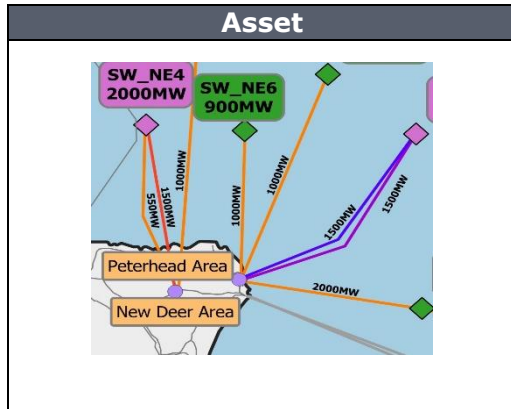 Asset
SW_NE4
2000MW
SW_NE6
900MW
550MW
1500MW
1000MW
1000MW
1000MW
1500MW
1500MW
2000MW
Peterhead Area
New Deer Area